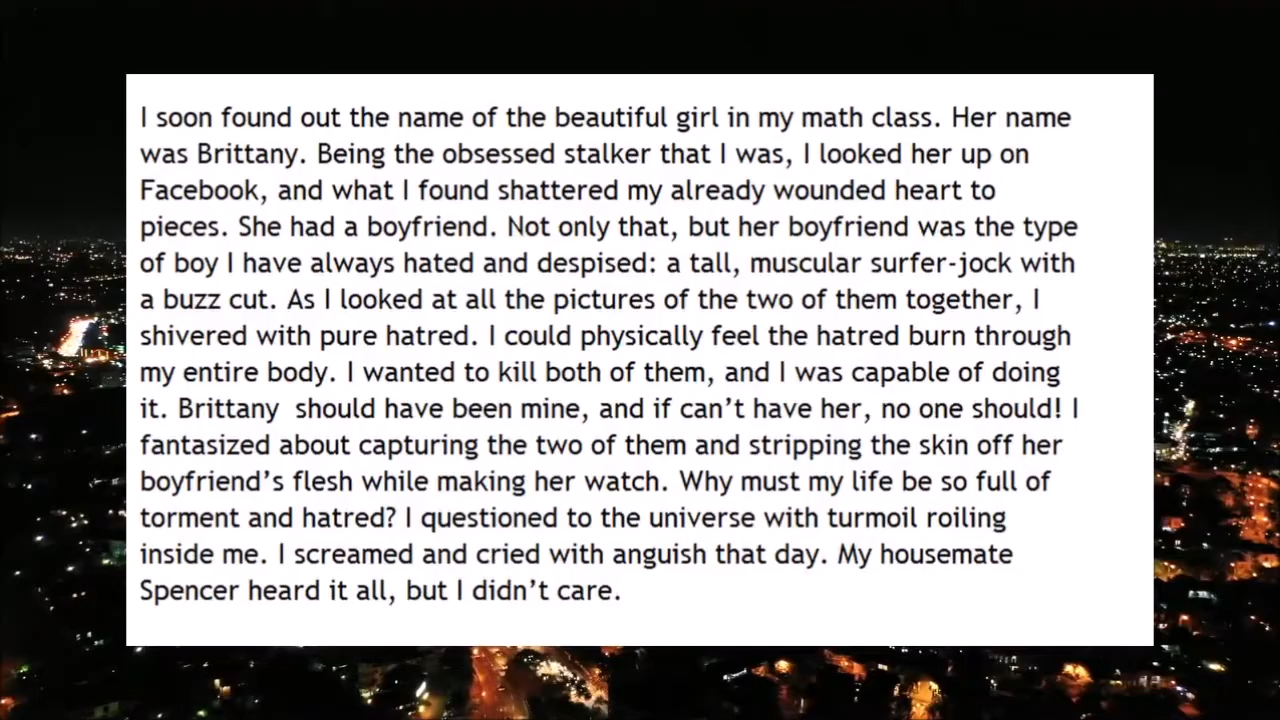 I soon found out the name of the beautiful girl in my math class. Her name
was Brittany. Being the obsessed stalker that I was, I looked her up on
Facebook, and what I found shattered my already wounded heart to
pieces. She had a boyfriend. Not only that, but her boyfriend was the type
of boy I have always hated and despised: a tall, muscular surfer-jock with
a buzz cut. As I looked at all the pictures of the two of them together, I
shivered with pure hatred. I could physically feel the hatred burn through
my entire body. I wanted to kill both of them, and I was capable of doing
it. Brittany  should have been mine, and if can’t have her, no one should! I
fantasized about capturing the two of them and stripping the skin off her
boyfriend’s flesh while making her watch. Why must my life be so full of
torment and hatred? I questioned to the universe with turmoil roiling
inside me. I screamed and cried with anguish that day. My housemate
Spencer heard it all, but I didn’t care.